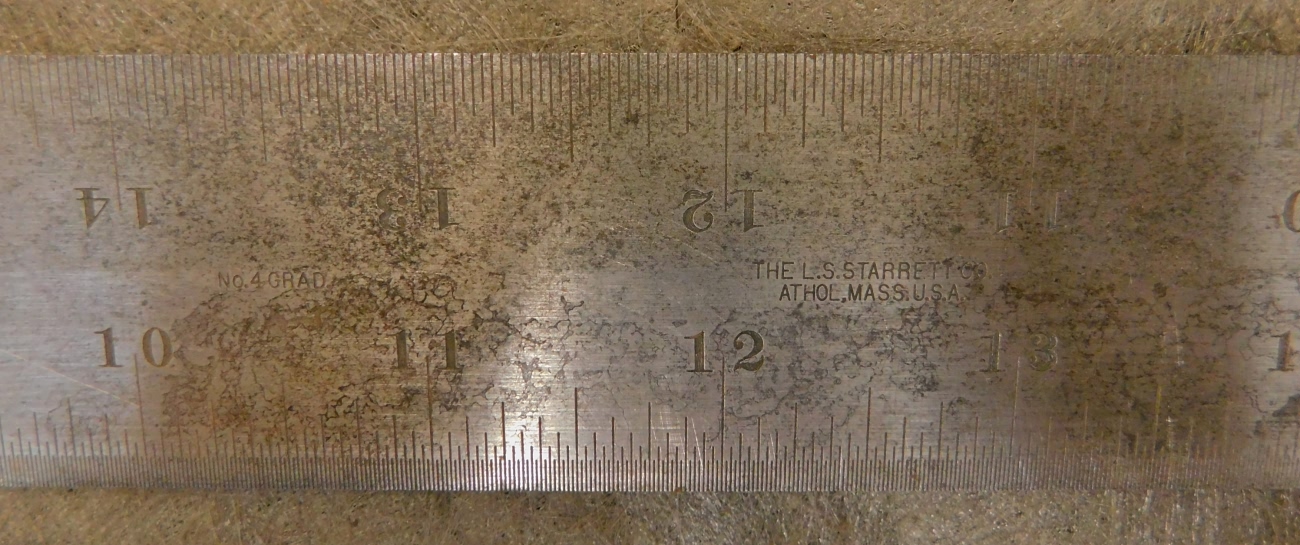 14 13 12 11
No.4 GRAD. THE L.S.STARRETT CO.
ATHOL,MASS.U.S.A.
10 11 12 13